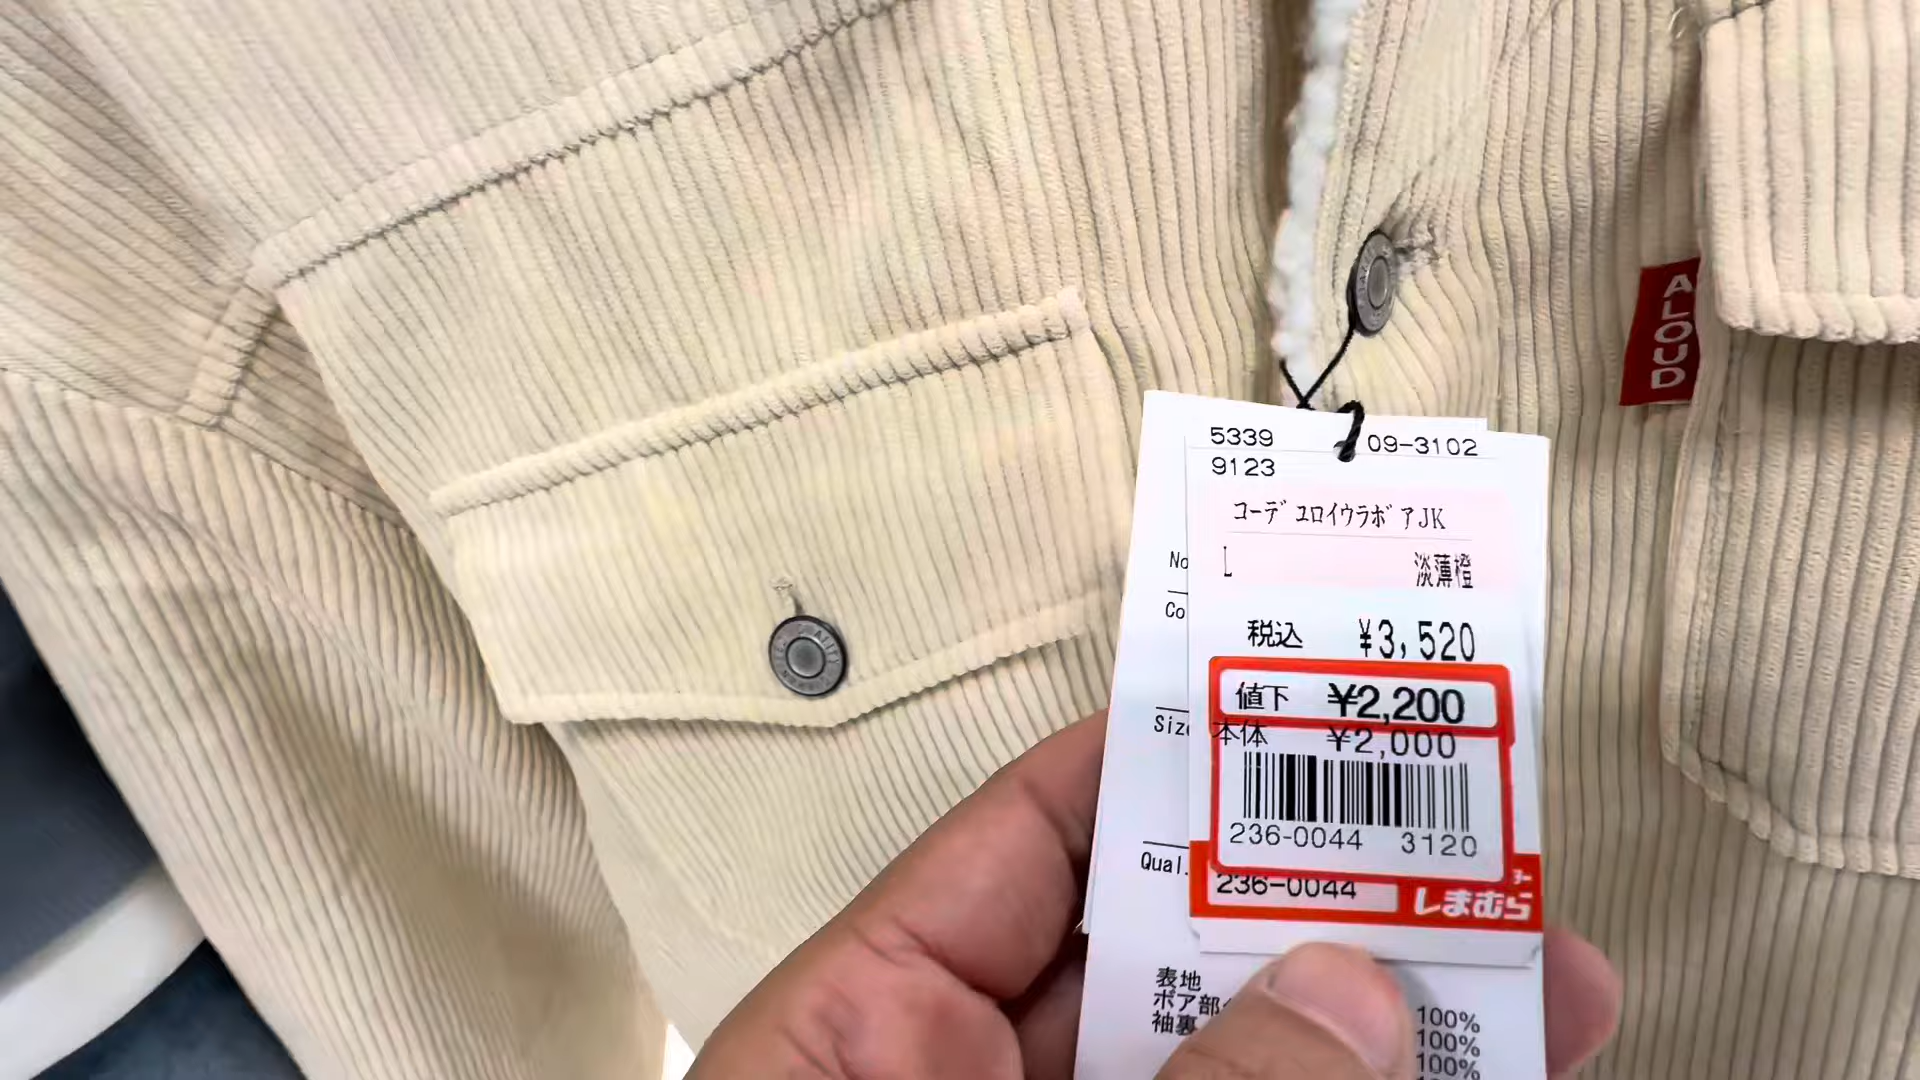 ALOUD
5339
09-3102
9123
コーデュロイウラボアJK
L 淡薄橙
税込 ¥3,520
値下 ¥2,200
本体 ¥2,000
236-0044 3120
236-0044
しまむら
No
Co
Size
Qual.
表地
ボア部
袖裏
100%
100%
100%